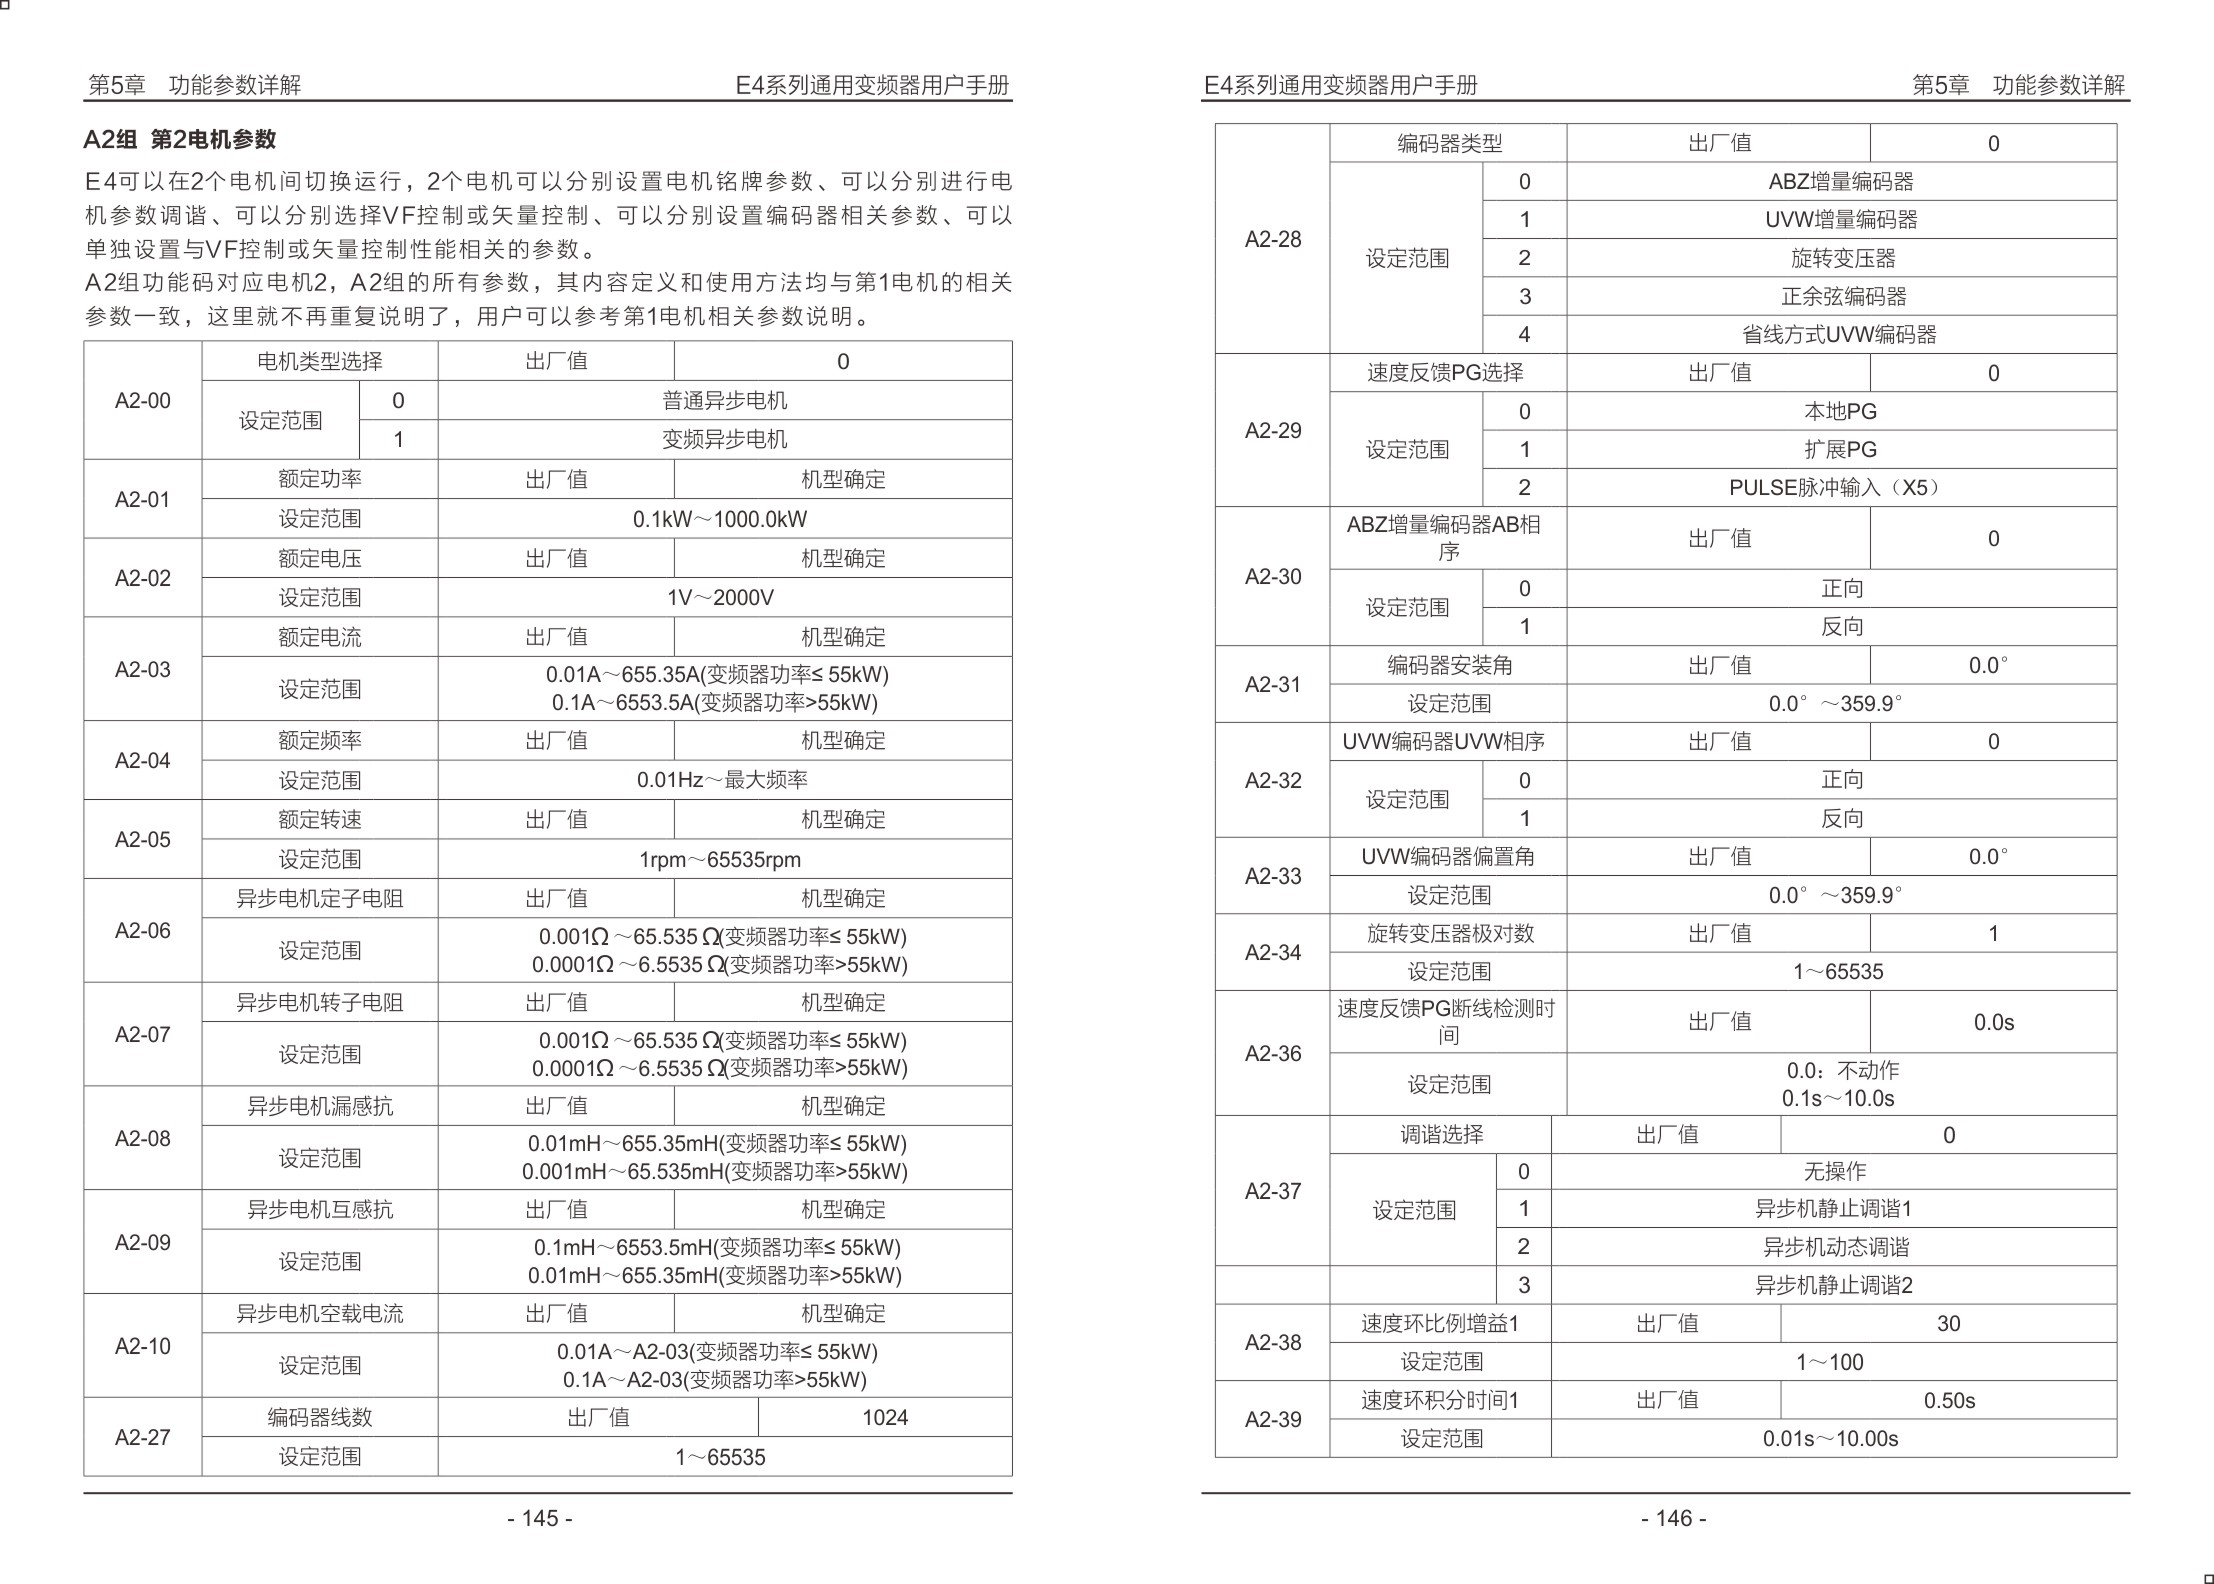 第5章 功能参数详解 E4系列通用变频器用户手册
A2组 第2电机参数
E4可以在2个电机间切换运行，2个电机可以分别设置电机铭牌参数、可以分别进行电
机参数调谐、可以分别选择VF控制或矢量控制、可以分别设置编码器相关参数、可以
单独设置与VF控制或矢量控制性能相关的参数。
A2组功能码对应电机2，A2组的所有参数，其内容定义和使用方法均与第1电机的相关
参数一致，这里就不再重复说明了，用户可以参考第1电机相关参数说明。
A2-00 电机类型选择 出厂值 0
设定范围 0 普通异步电机
1 变频异步电机
A2-01 额定功率 出厂值 机型确定
设定范围 0.1kW～1000.0kW
A2-02 额定电压 出厂值 机型确定
设定范围 1V～2000V
A2-03 额定电流 出厂值 机型确定
设定范围 0.01A～655.35A(变频器功率≤ 55kW)
0.1A～6553.5A(变频器功率>55kW)
A2-04 额定频率 出厂值 机型确定
设定范围 0.01Hz～最大频率
A2-05 额定转速 出厂值 机型确定
设定范围 1rpm～65535rpm
A2-06 异步电机定子电阻 出厂值 机型确定
设定范围 0.001Ω ～65.535 Ω(变频器功率≤ 55kW)
0.0001Ω ～6.5535 Ω(变频器功率>55kW)
A2-07 异步电机转子电阻 出厂值 机型确定
设定范围 0.001Ω ～65.535 Ω(变频器功率≤ 55kW)
0.0001Ω ～6.5535 Ω(变频器功率>55kW)
A2-08 异步电机漏感抗 出厂值 机型确定
设定范围 0.01mH～655.35mH(变频器功率≤ 55kW)
0.001mH～65.535mH(变频器功率>55kW)
A2-09 异步电机互感抗 出厂值 机型确定
设定范围 0.1mH～6553.5mH(变频器功率≤ 55kW)
0.01mH～655.35mH(变频器功率>55kW)
A2-10 异步电机空载电流 出厂值 机型确定
设定范围 0.01A～A2-03(变频器功率≤ 55kW)
0.1A～A2-03(变频器功率>55kW)
A2-27 编码器线数 出厂值 1024
设定范围 1～65535
- 145 -
E4系列通用变频器用户手册 第5章 功能参数详解
A2-28 编码器类型 出厂值 0
设定范围 0 ABZ增量编码器
1 UVW增量编码器
2 旋转变压器
3 正余弦编码器
4 省线方式UVW编码器
A2-29 速度反馈PG选择 出厂值 0
设定范围 0 本地PG
1 扩展PG
2 PULSE脉冲输入（X5）
A2-30 ABZ增量编码器AB相
序 出厂值 0
设定范围 0 正向
1 反向
A2-31 编码器安装角 出厂值 0.0°
设定范围 0.0° ～359.9°
A2-32 UVW编码器UVW相序 出厂值 0
设定范围 0 正向
1 反向
A2-33 UVW编码器偏置角 出厂值 0.0°
设定范围 0.0° ～359.9°
A2-34 旋转变压器极对数 出厂值 1
设定范围 1～65535
A2-36 速度反馈PG断线检测时
间 出厂值 0.0s
设定范围 0.0：不动作
0.1s～10.0s
A2-37 调谐选择 出厂值 0
设定范围 0 无操作
1 异步机静止调谐1
2 异步机动态调谐
3 异步机静止调谐2
A2-38 速度环比例增益1 出厂值 30
设定范围 1～100
A2-39 速度环积分时间1 出厂值 0.50s
设定范围 0.01s～10.00s
- 146 -